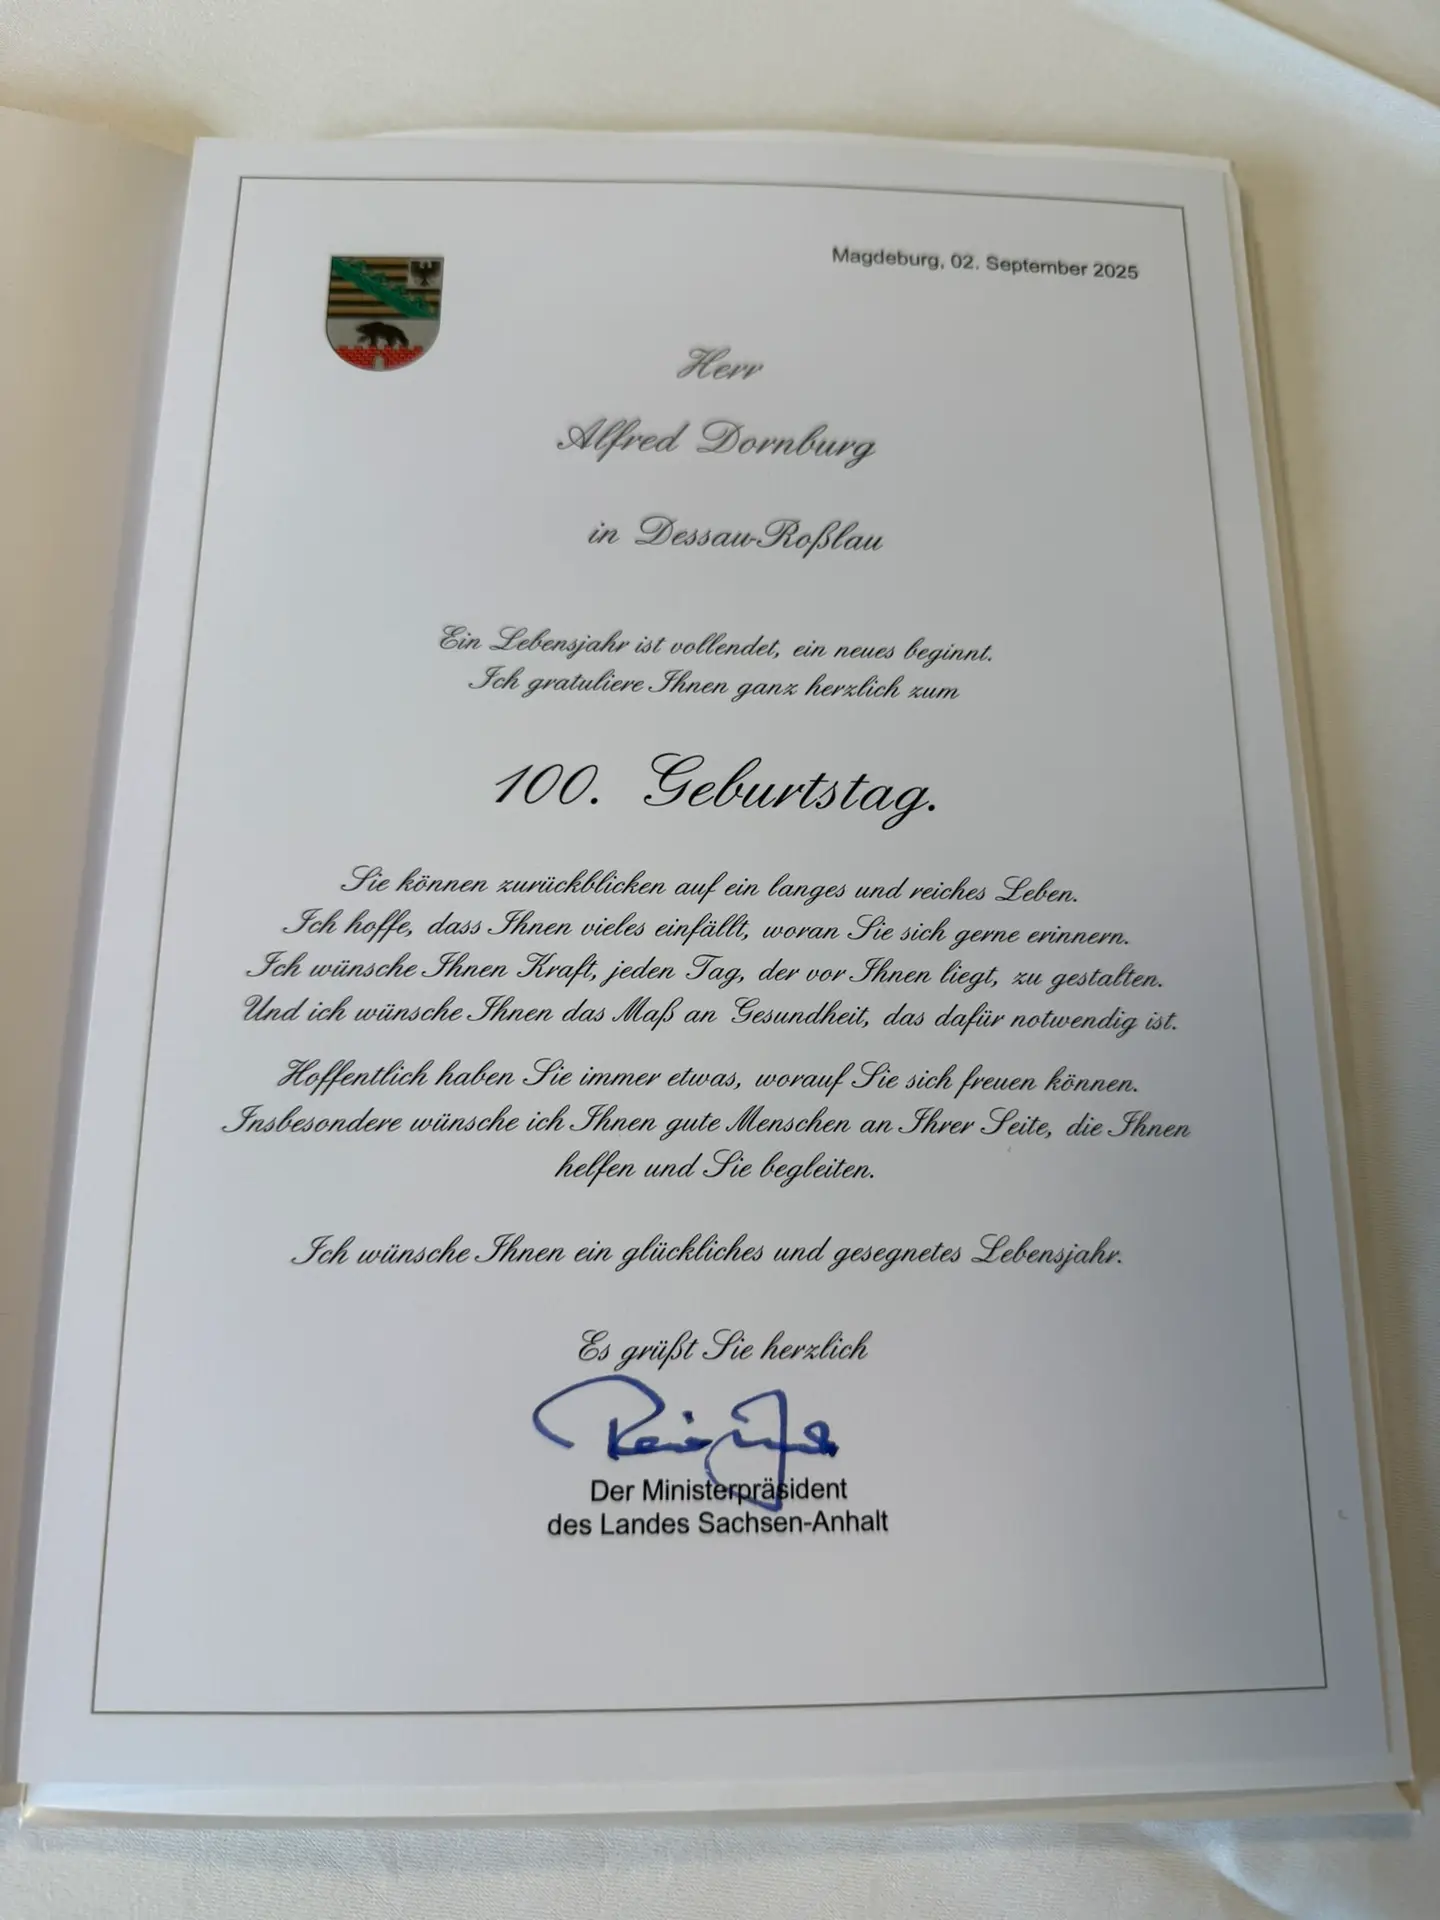 Magdeburg, 02. September 2025
Herr
Alfred Dornburg
in Dessau-Roßlau
Ein Lebensjahr ist vollendet, ein neues beginnt.
Ich gratuliere Ihnen ganz herzlich zum
100. Geburtstag.
Sie können zurückblicken auf ein langes und reiches Leben.
Ich hoffe, dass Ihnen vieles einfällt, woran Sie sich gerne erinnern.
Ich wünsche Ihnen Kraft, jeden Tag, der vor Ihnen liegt, zu gestalten.
Und ich wünsche Ihnen das Maß an Gesundheit, das dafür notwendig ist.
Hoffentlich haben Sie immer etwas, worauf Sie sich freuen können.
Insbesondere wünsche ich Ihnen gute Menschen an Ihrer Seite, die Ihnen
helfen und Sie begleiten.
Ich wünsche Ihnen ein glückliches und gesegnetes Lebensjahr.
Es grüßt Sie herzlich
Der Ministerpräsident
des Landes Sachsen-Anhalt